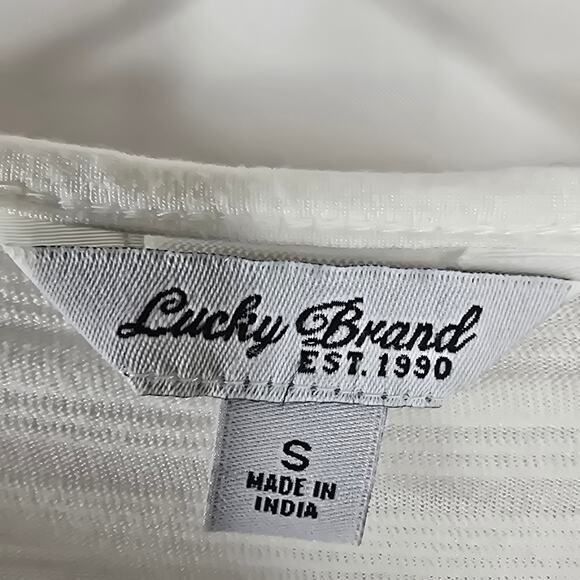 Lucky Brand
EST. 1990
S
MADE IN
INDIA